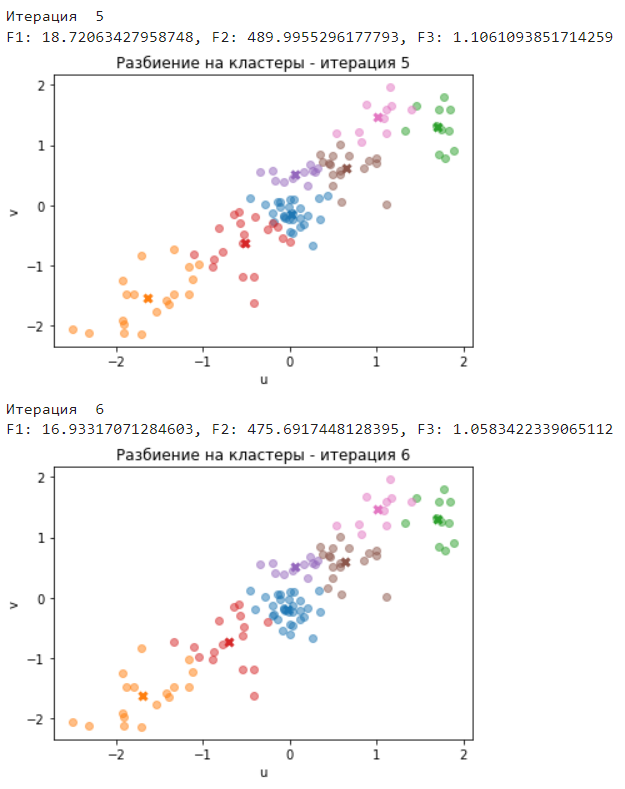 Итерация  5
F1: 18.72063427958748, F2: 489.9955296177793, F3: 1.1061093851714259
Разбиение на кластеры - итерация 5
2
1
0
−1
−2
v
−2 −1 0 1 2
u
Итерация  6
F1: 16.93317071284603, F2: 475.6917448128395, F3: 1.0583422339065112
Разбиение на кластеры - итерация 6
2
1
0
−1
−2
v
−2 −1 0 1 2
u